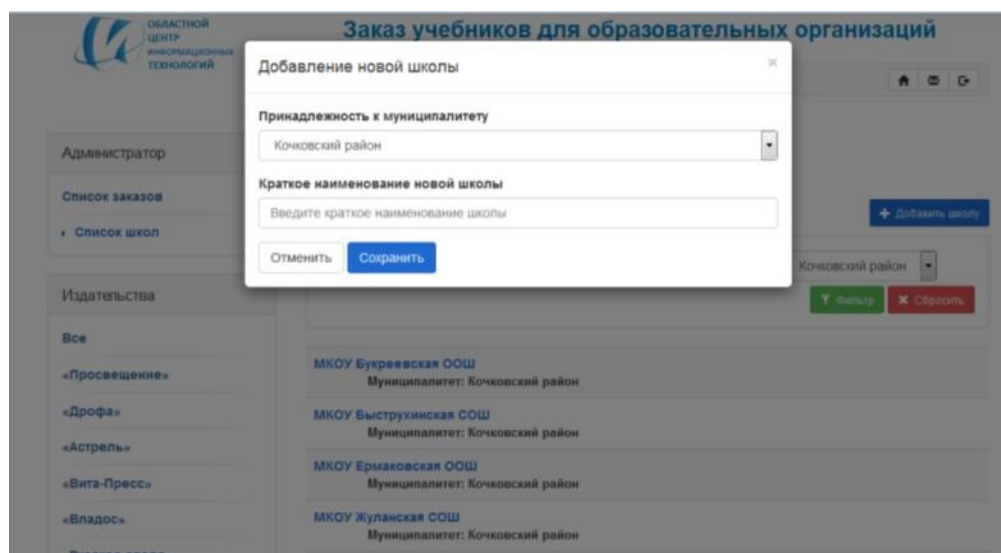 ОБЛАСТНОЙ
ЦЕНТР
ИНФОРМАЦИОННЫХ
ТЕХНОЛОГИЙ
Заказ учебников для образовательных организаций
Добавление новой школы
×
Принадлежность к муниципалитету
Кочковский район
Краткое наименование новой школы
Введите краткое наименование школы
Отменить
Сохранить
Администратор
Список заказов
Список школ
Добавить школу
Кочковский район
Фильтр
Сбросить
Издательства
Все
«Просвещение»
«Дрофа»
«Астрель»
«Вита-Пресс»
«Владос»
МКОУ Букреевская ООШ
Муниципалитет: Кочковский район
МКОУ Быструхинская СОШ
Муниципалитет: Кочковский район
МКОУ Ермаковская ООШ
Муниципалитет: Кочковский район
МКОУ Жуланская СОШ
Муниципалитет: Кочковский район